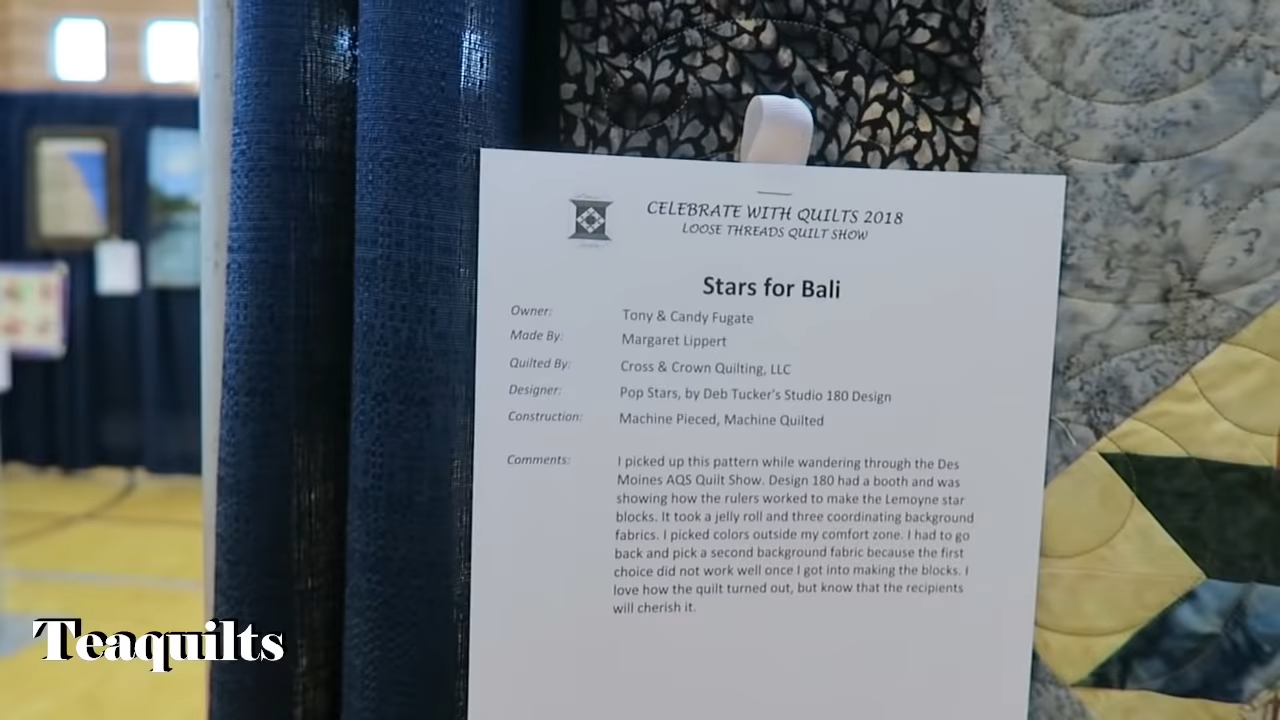 CELEBRATE WITH QUILTS 2018
LOOSE THREADS QUILT SHOW
Stars for Bali
Owner: Tony & Candy Fugate
Made By: Margaret Lippert
Quilted By: Cross & Crown Quilting, LLC
Designer: Pop Stars, by Deb Tucker's Studio 180 Design
Construction: Machine Pieced, Machine Quilted
Comments: I picked up this pattern while wandering through the Des
Moines AQS Quilt Show. Design 180 had a booth and was
showing how the rulers worked to make the Lemoyne star
blocks. It took a jelly roll and three coordinating background
fabrics. I picked colors outside my comfort zone. I had to go
back and pick a second background fabric because the first
choice did not work well once I got into making the blocks. I
love how the quilt turned out, but know that the recipients
will cherish it.
Teaquilts